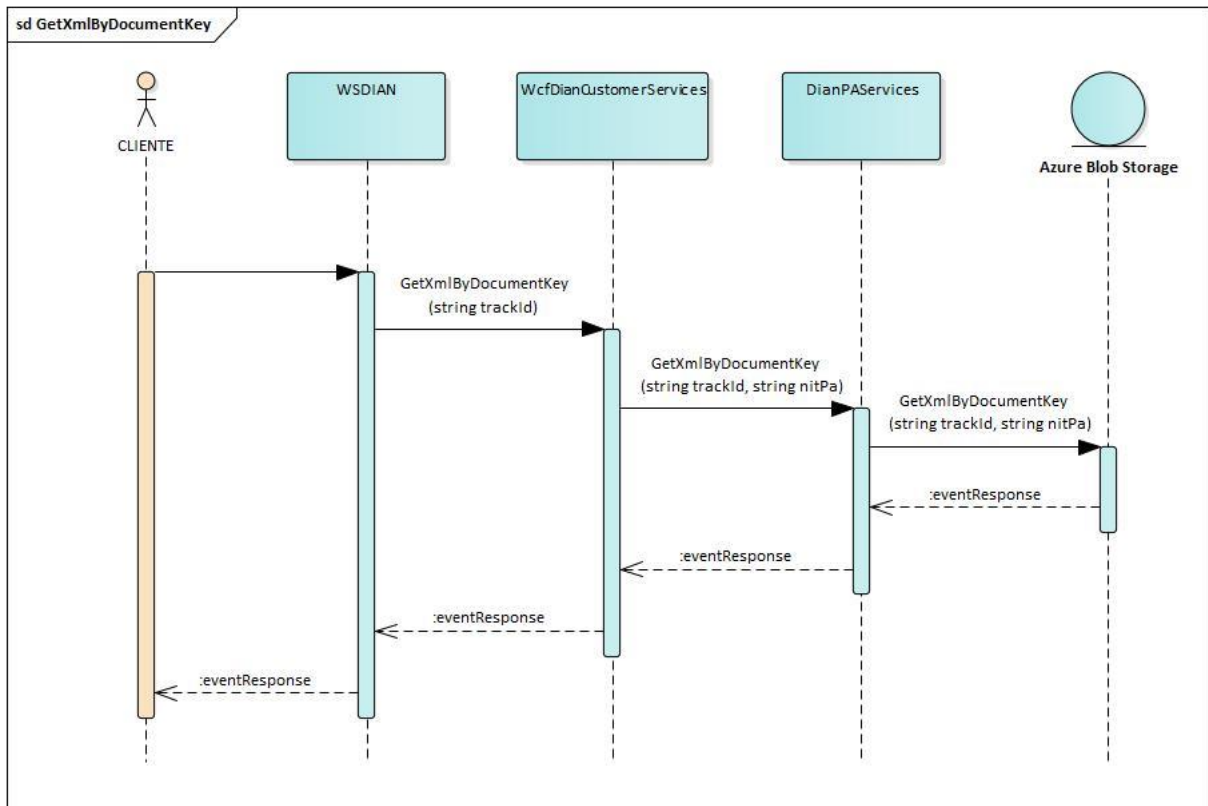 sd GetXmlByDocumentKey
CLIENTE
WSDIAN
WcfDianCustomerServices
DianPAServices
Azure Blob Storage
GetXmlByDocumentKey
(string trackId)
GetXmlByDocumentKey
(string trackId, string nitPa)
GetXmlByDocumentKey
(string trackId, string nitPa)
:eventResponse
:eventResponse
:eventResponse
:eventResponse